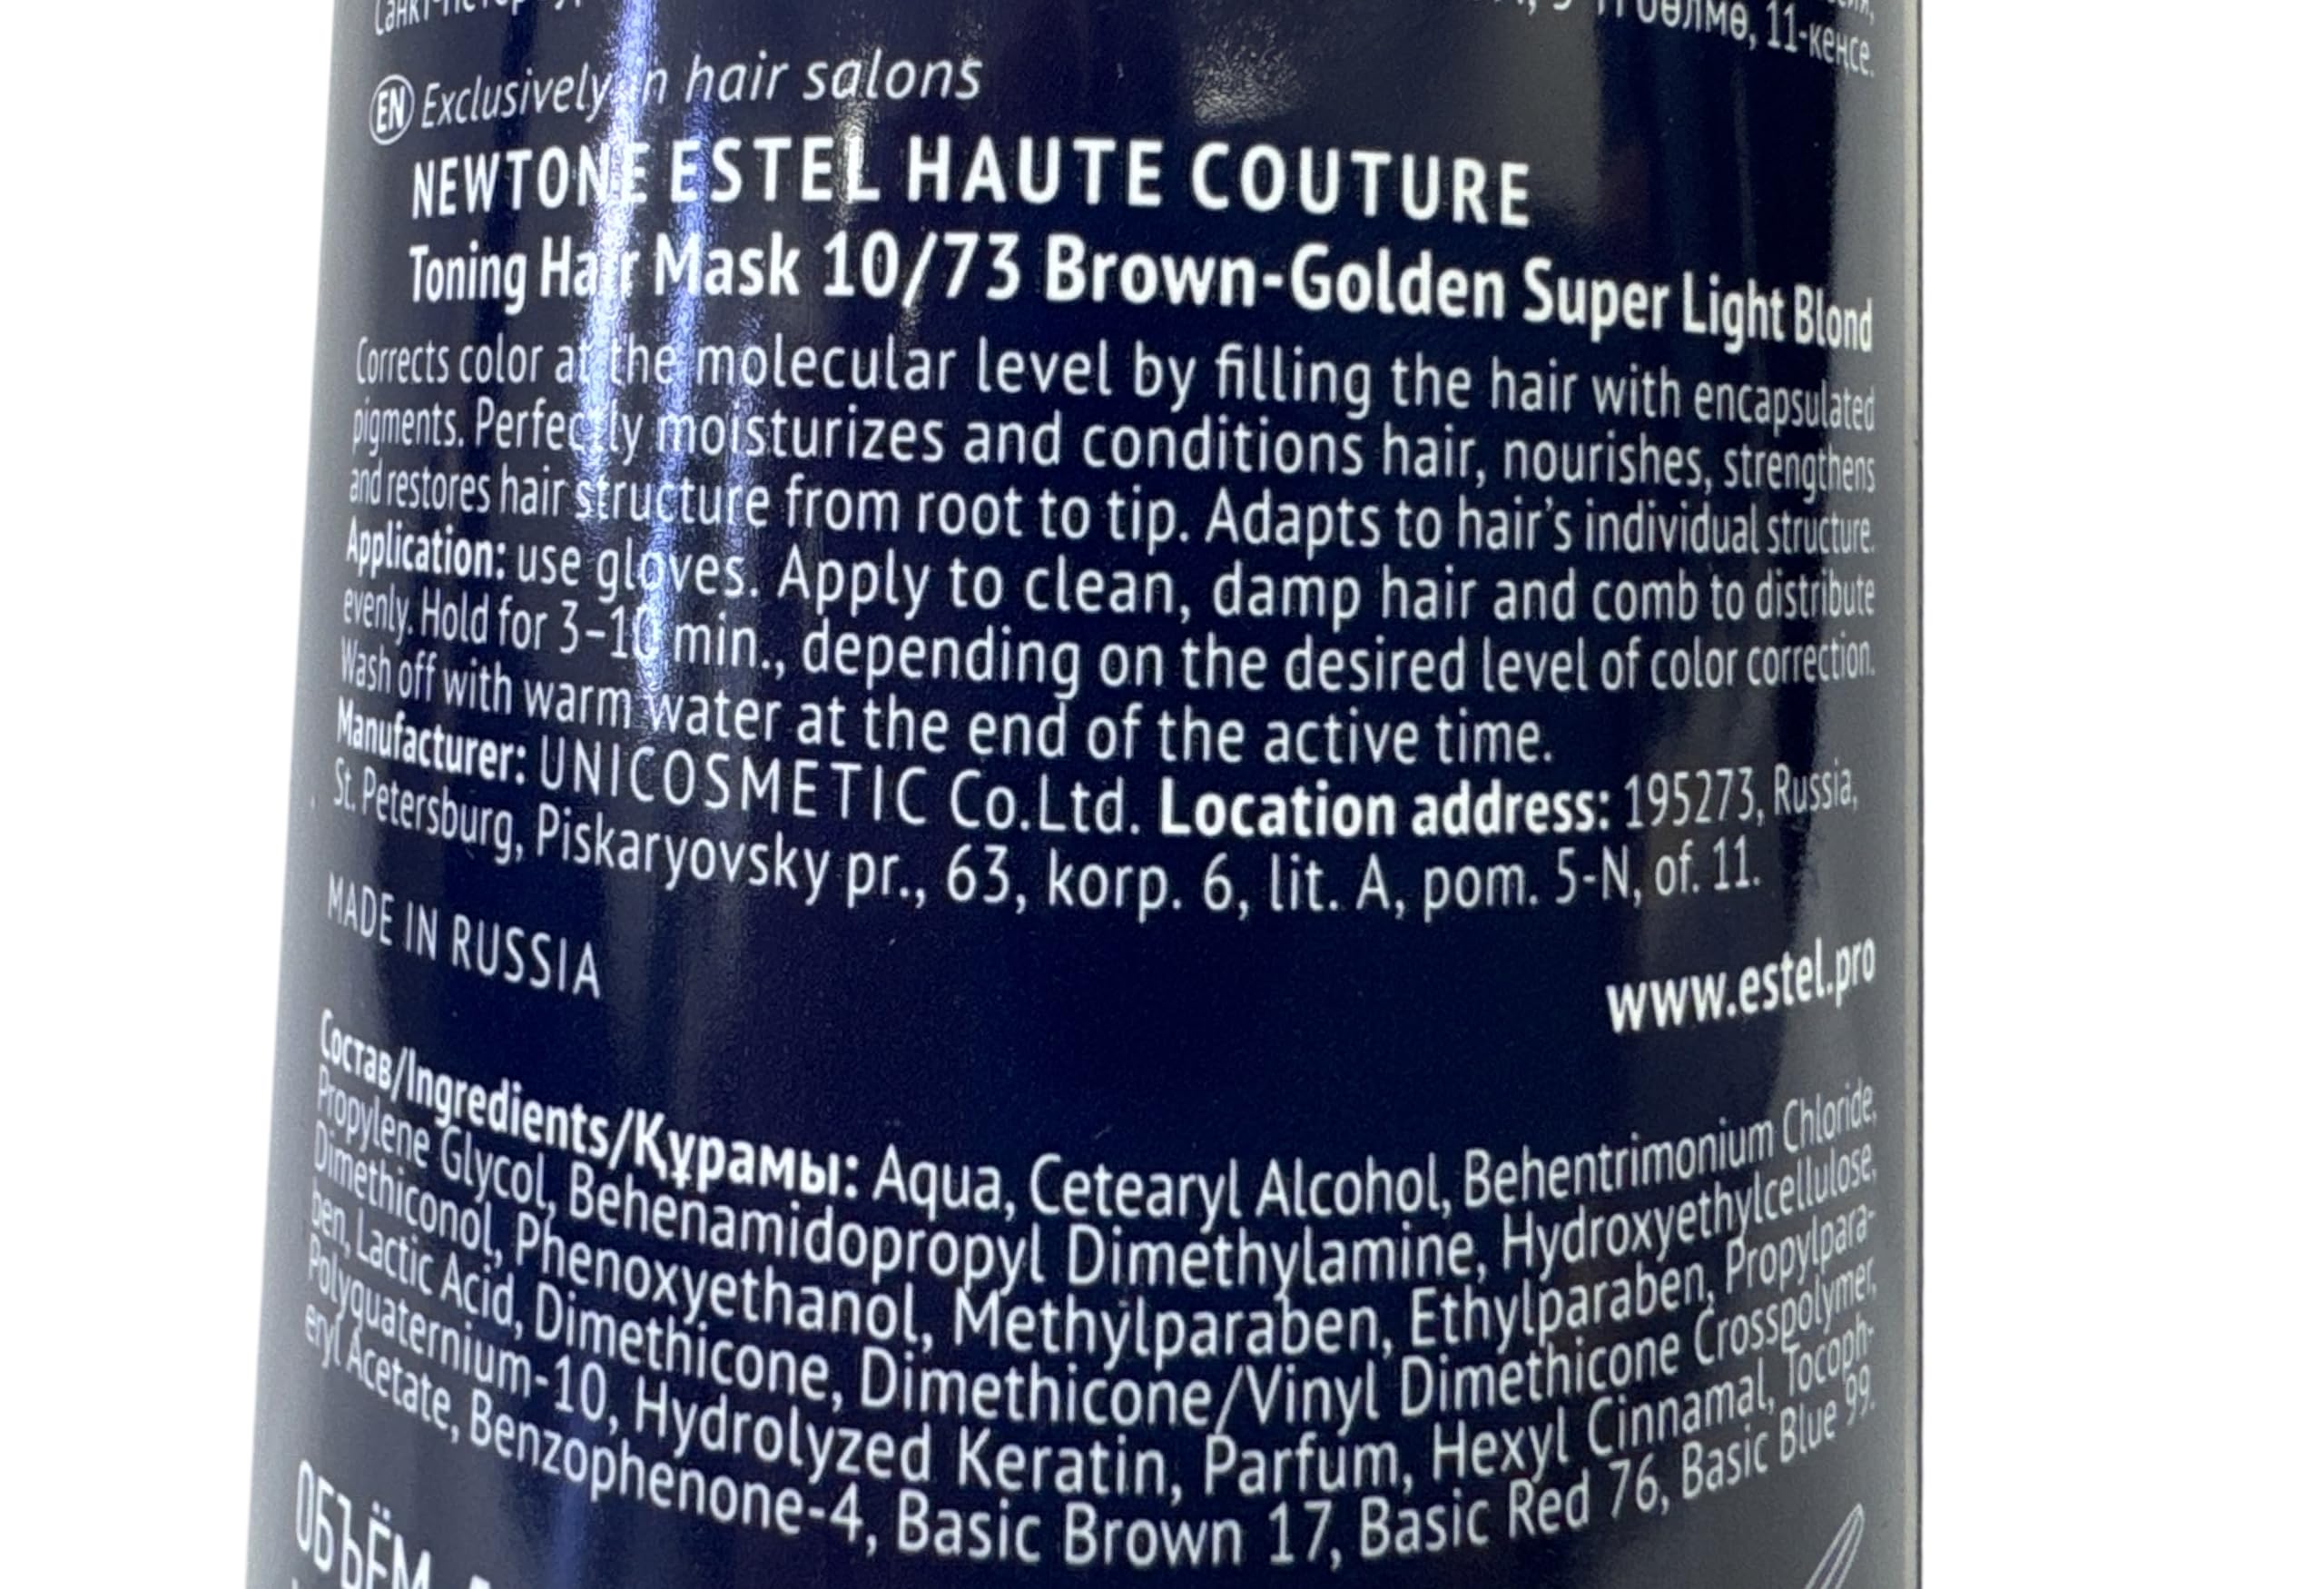 11-кеңсе.
EN Exclusively in hair salons
NEWTONE ESTEL HAUTE COUTURE
Toning Hair Mask 10/73 Brown-Golden Super Light Blond
Corrects color at the molecular level by filling the hair with encapsulated
pigments. Perfectly moisturizes and conditions hair, nourishes, strengthens
and restores hair structure from root to tip. Adapts to hair's individual structure.
Application: use gloves. Apply to clean, damp hair and comb to distribute
evenly. Hold for 3–10 min., depending on the desired level of color correction.
Wash off with warm water at the end of the active time.
Manufacturer: UNICOSMETIC Co.Ltd. Location address: 195273, Russia,
St. Petersburg, Piskaryovsky pr., 63, korp. 6, lit. A, pom. 5-N, of. 11.
MADE IN RUSSIA
www.estel.pro
Состав/Ingredients/Құрамы: Aqua, Cetearyl Alcohol, Behentrimonium Chloride,
Propylene Glycol, Behenamidopropyl Dimethylamine, Hydroxyethylcellulose,
Dimethiconol, Phenoxyethanol, Methylparaben, Ethylparaben, Propylpara-
ben, Lactic Acid, Dimethicone, Dimethicone/Vinyl Dimethicone Crosspolymer,
Polyquaternium-10, Hydrolyzed Keratin, Parfum, Hexyl Cinnamal, Tocoph-
eryl Acetate, Benzophenone-4, Basic Brown 17, Basic Red 76, Basic Blue 99.
ОБЪЁМ